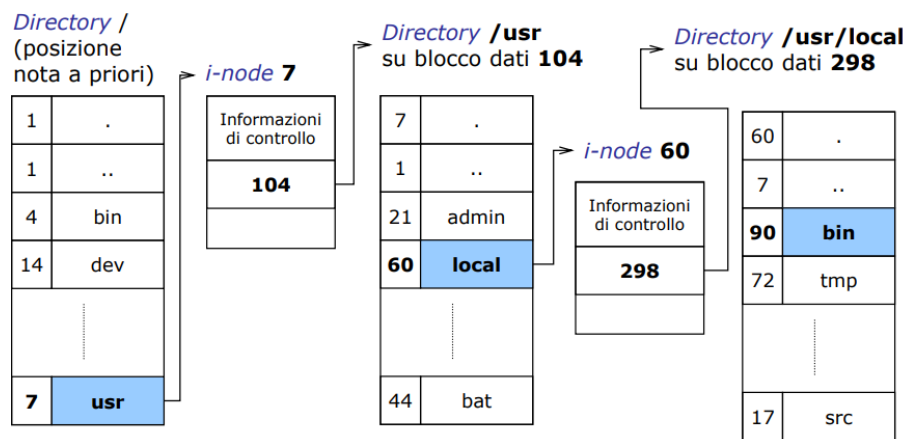 Directory /
(posizione
nota a priori)
1 .
1 ..
4 bin
14 dev
7 usr
i-node 7
Informazioni
di controllo
104
Directory /usr
su blocco dati 104
7 .
1 ..
21 admin
60 local
44 bat
i-node 60
Informazioni
di controllo
298
Directory /usr/local
su blocco dati 298
60 .
7 ..
90 bin
72 tmp
17 src